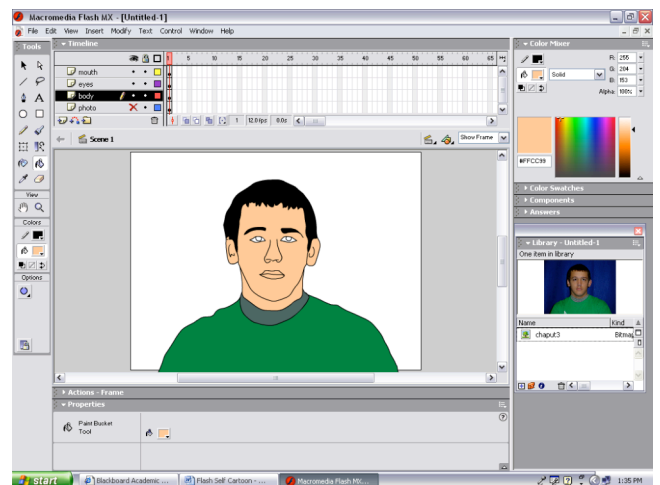 Macromedia Flash MX - [Untitled-1]
File Edit View Insert Modify Text Control Window Help
Tools
Timeline
Color Mixer
1 5 10 15 20 25 30 35 40 45 50 55 60 65
mouth
eyes
body
photo
1 12.0 fps 0.0s
Scene 1
Show Frame
R: 255
G: 204
B: 153
Alpha: 100%
Solid
#FFCC99
Color Swatches
Components
Answers
View
Colors
Options
Library - Untitled-1
One item in library
Name Kind
chaput3 Bitmap
Actions - Frame
Properties
Paint Bucket
Tool
start Blackboard Academic ... Flash Self Cartoon - ... Macromedia Flash MX... 1:35 PM